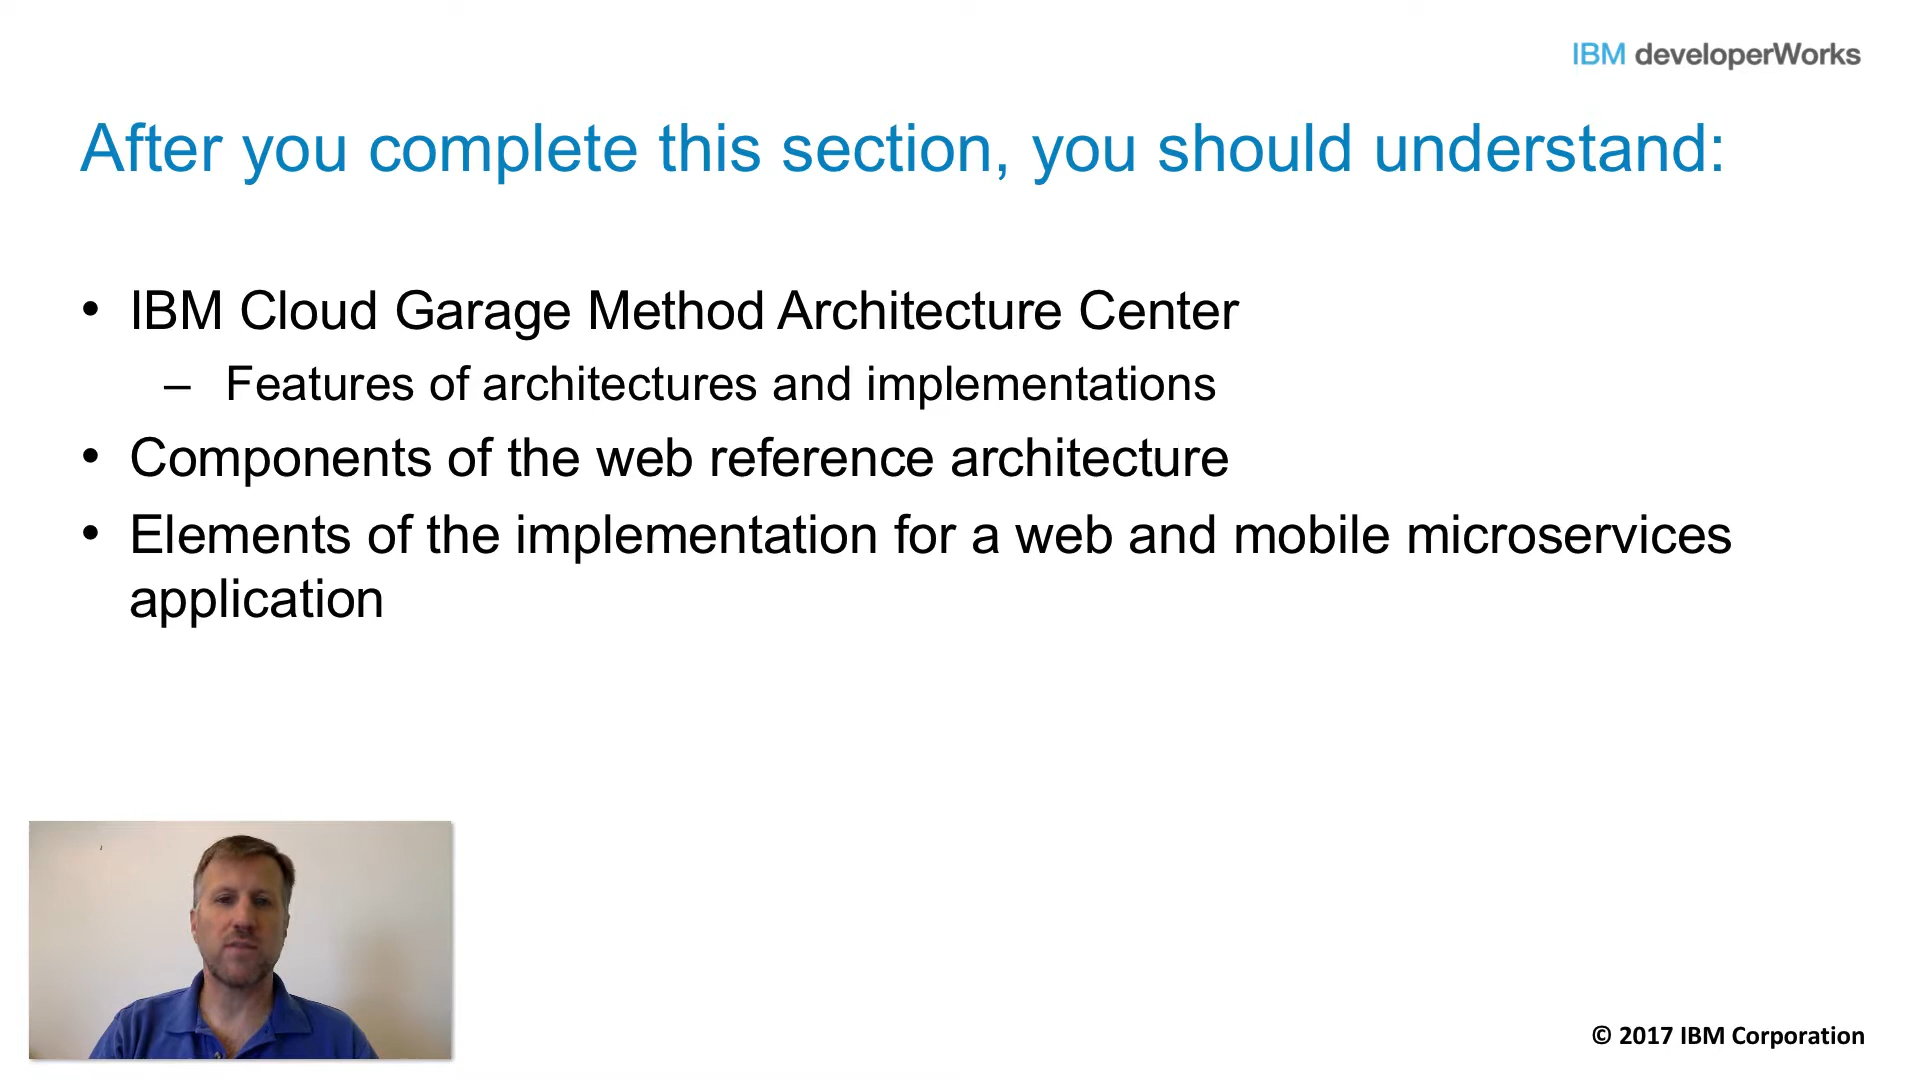 IBM developerWorks
After you complete this section, you should understand:
• IBM Cloud Garage Method Architecture Center
– Features of architectures and implementations
• Components of the web reference architecture
• Elements of the implementation for a web and mobile microservices
application
© 2017 IBM Corporation